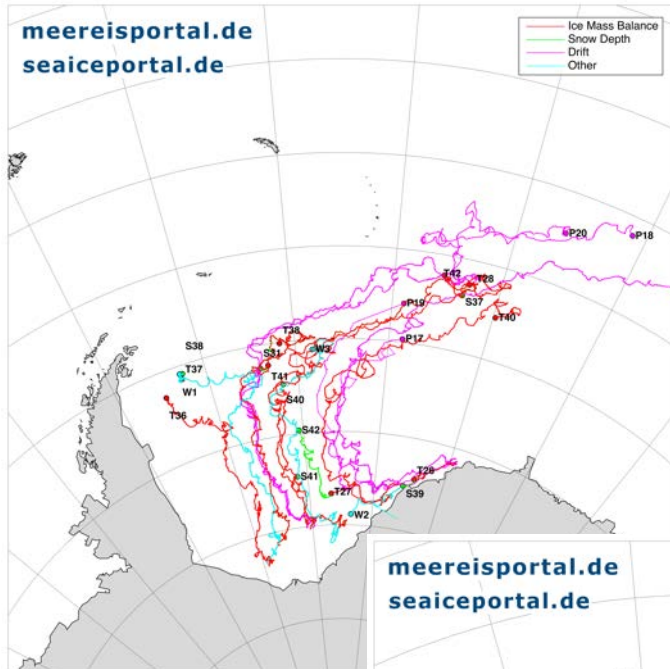 meereisportal.de
seaiceportal.de
Ice Mass Balance
Snow Depth
Drift
Other
P20
P18
T42
T28
S37
P19
T40
T38
P17
W3
S38
S31
T37
T41
W1
T36
S40
S42
S41
T29
T27
S39
W2
meereisportal.de
seaiceportal.de